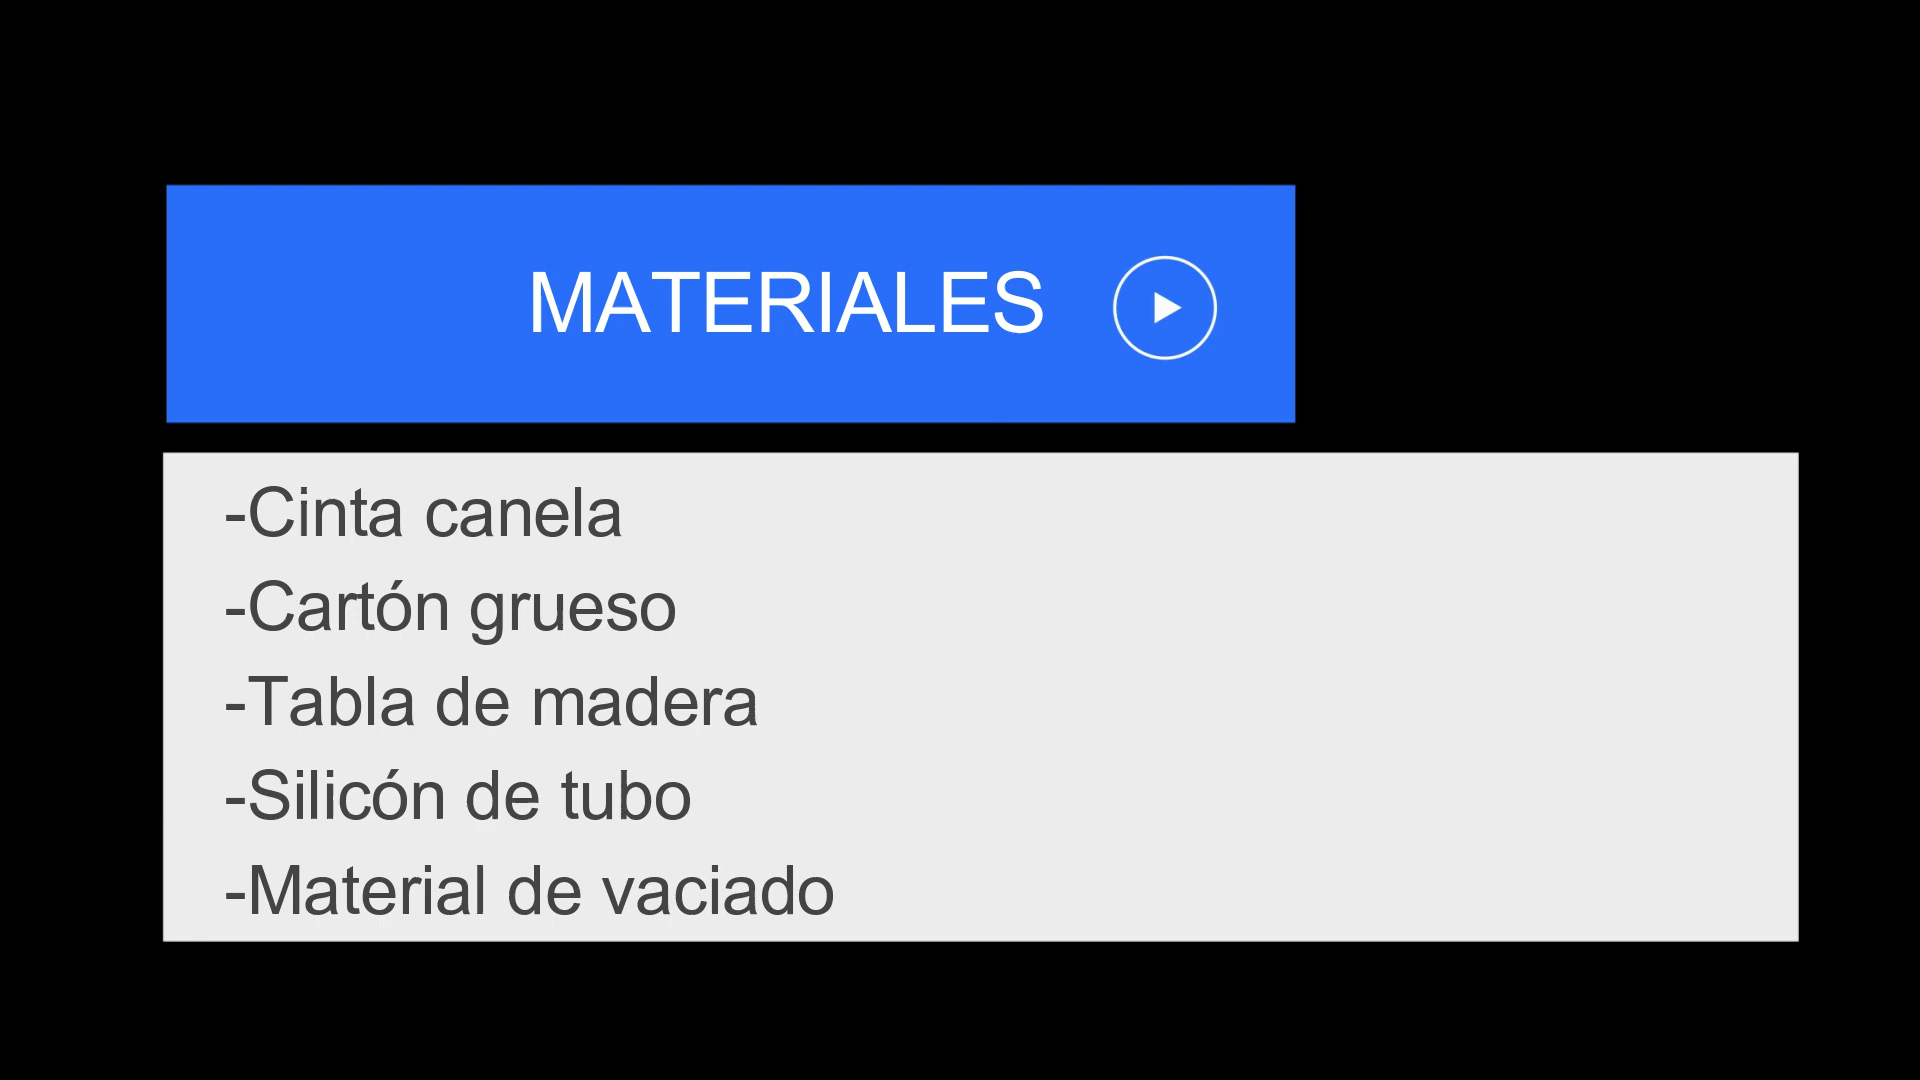 MATERIALES
-Cinta canela
-Cartón grueso
-Tabla de madera
-Silicón de tubo
-Material de vaciado